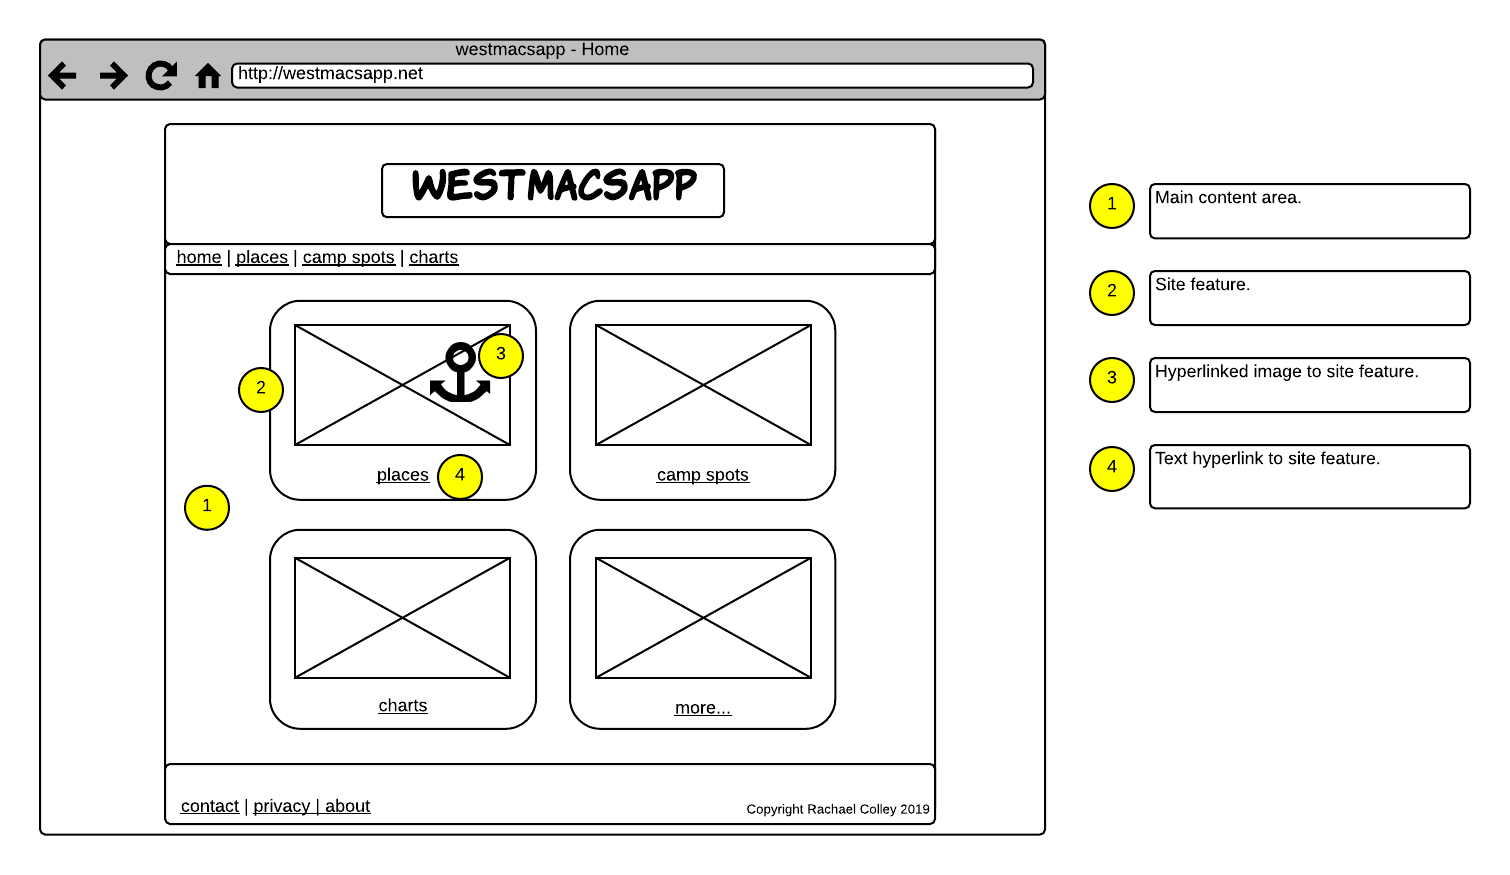 westmacsapp - Home
http://westmacsapp.net
WESTMACSAPP
home | places | camp spots | charts
3
2
places
4
camp spots
1
charts
more...
contact | privacy | about
Copyright Rachael Colley 2019
1
Main content area.
2
Site feature.
3
Hyperlinked image to site feature.
4
Text hyperlink to site feature.